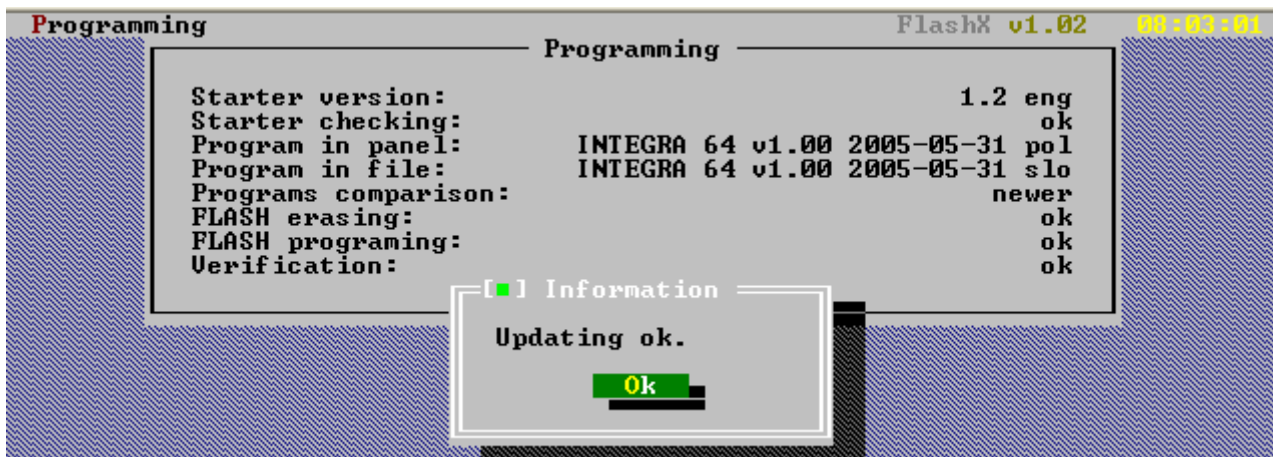 Programming FlashX v1.02 08:03:01
Programming
Starter version: 1.2 eng
Starter checking: ok
Program in panel: INTEGRA 64 v1.00 2005-05-31 pol
Program in file: INTEGRA 64 v1.00 2005-05-31 slo
Programs comparison: newer
FLASH erasing: ok
FLASH programing: ok
Verification: ok
[■] Information
Updating ok.
Ok